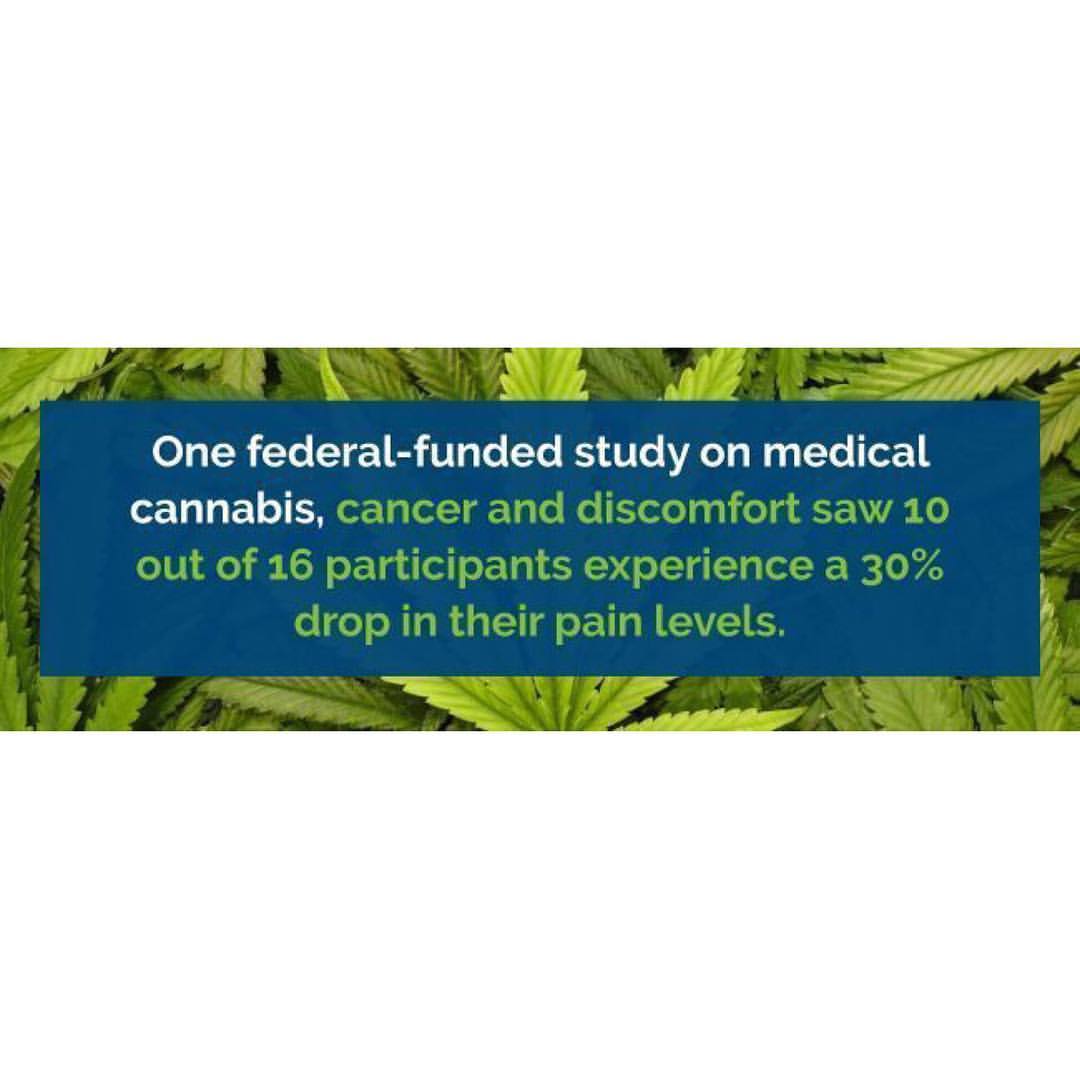 One federal-funded study on medical
cannabis, cancer and discomfort saw 10
out of 16 participants experience a 30%
drop in their pain levels.